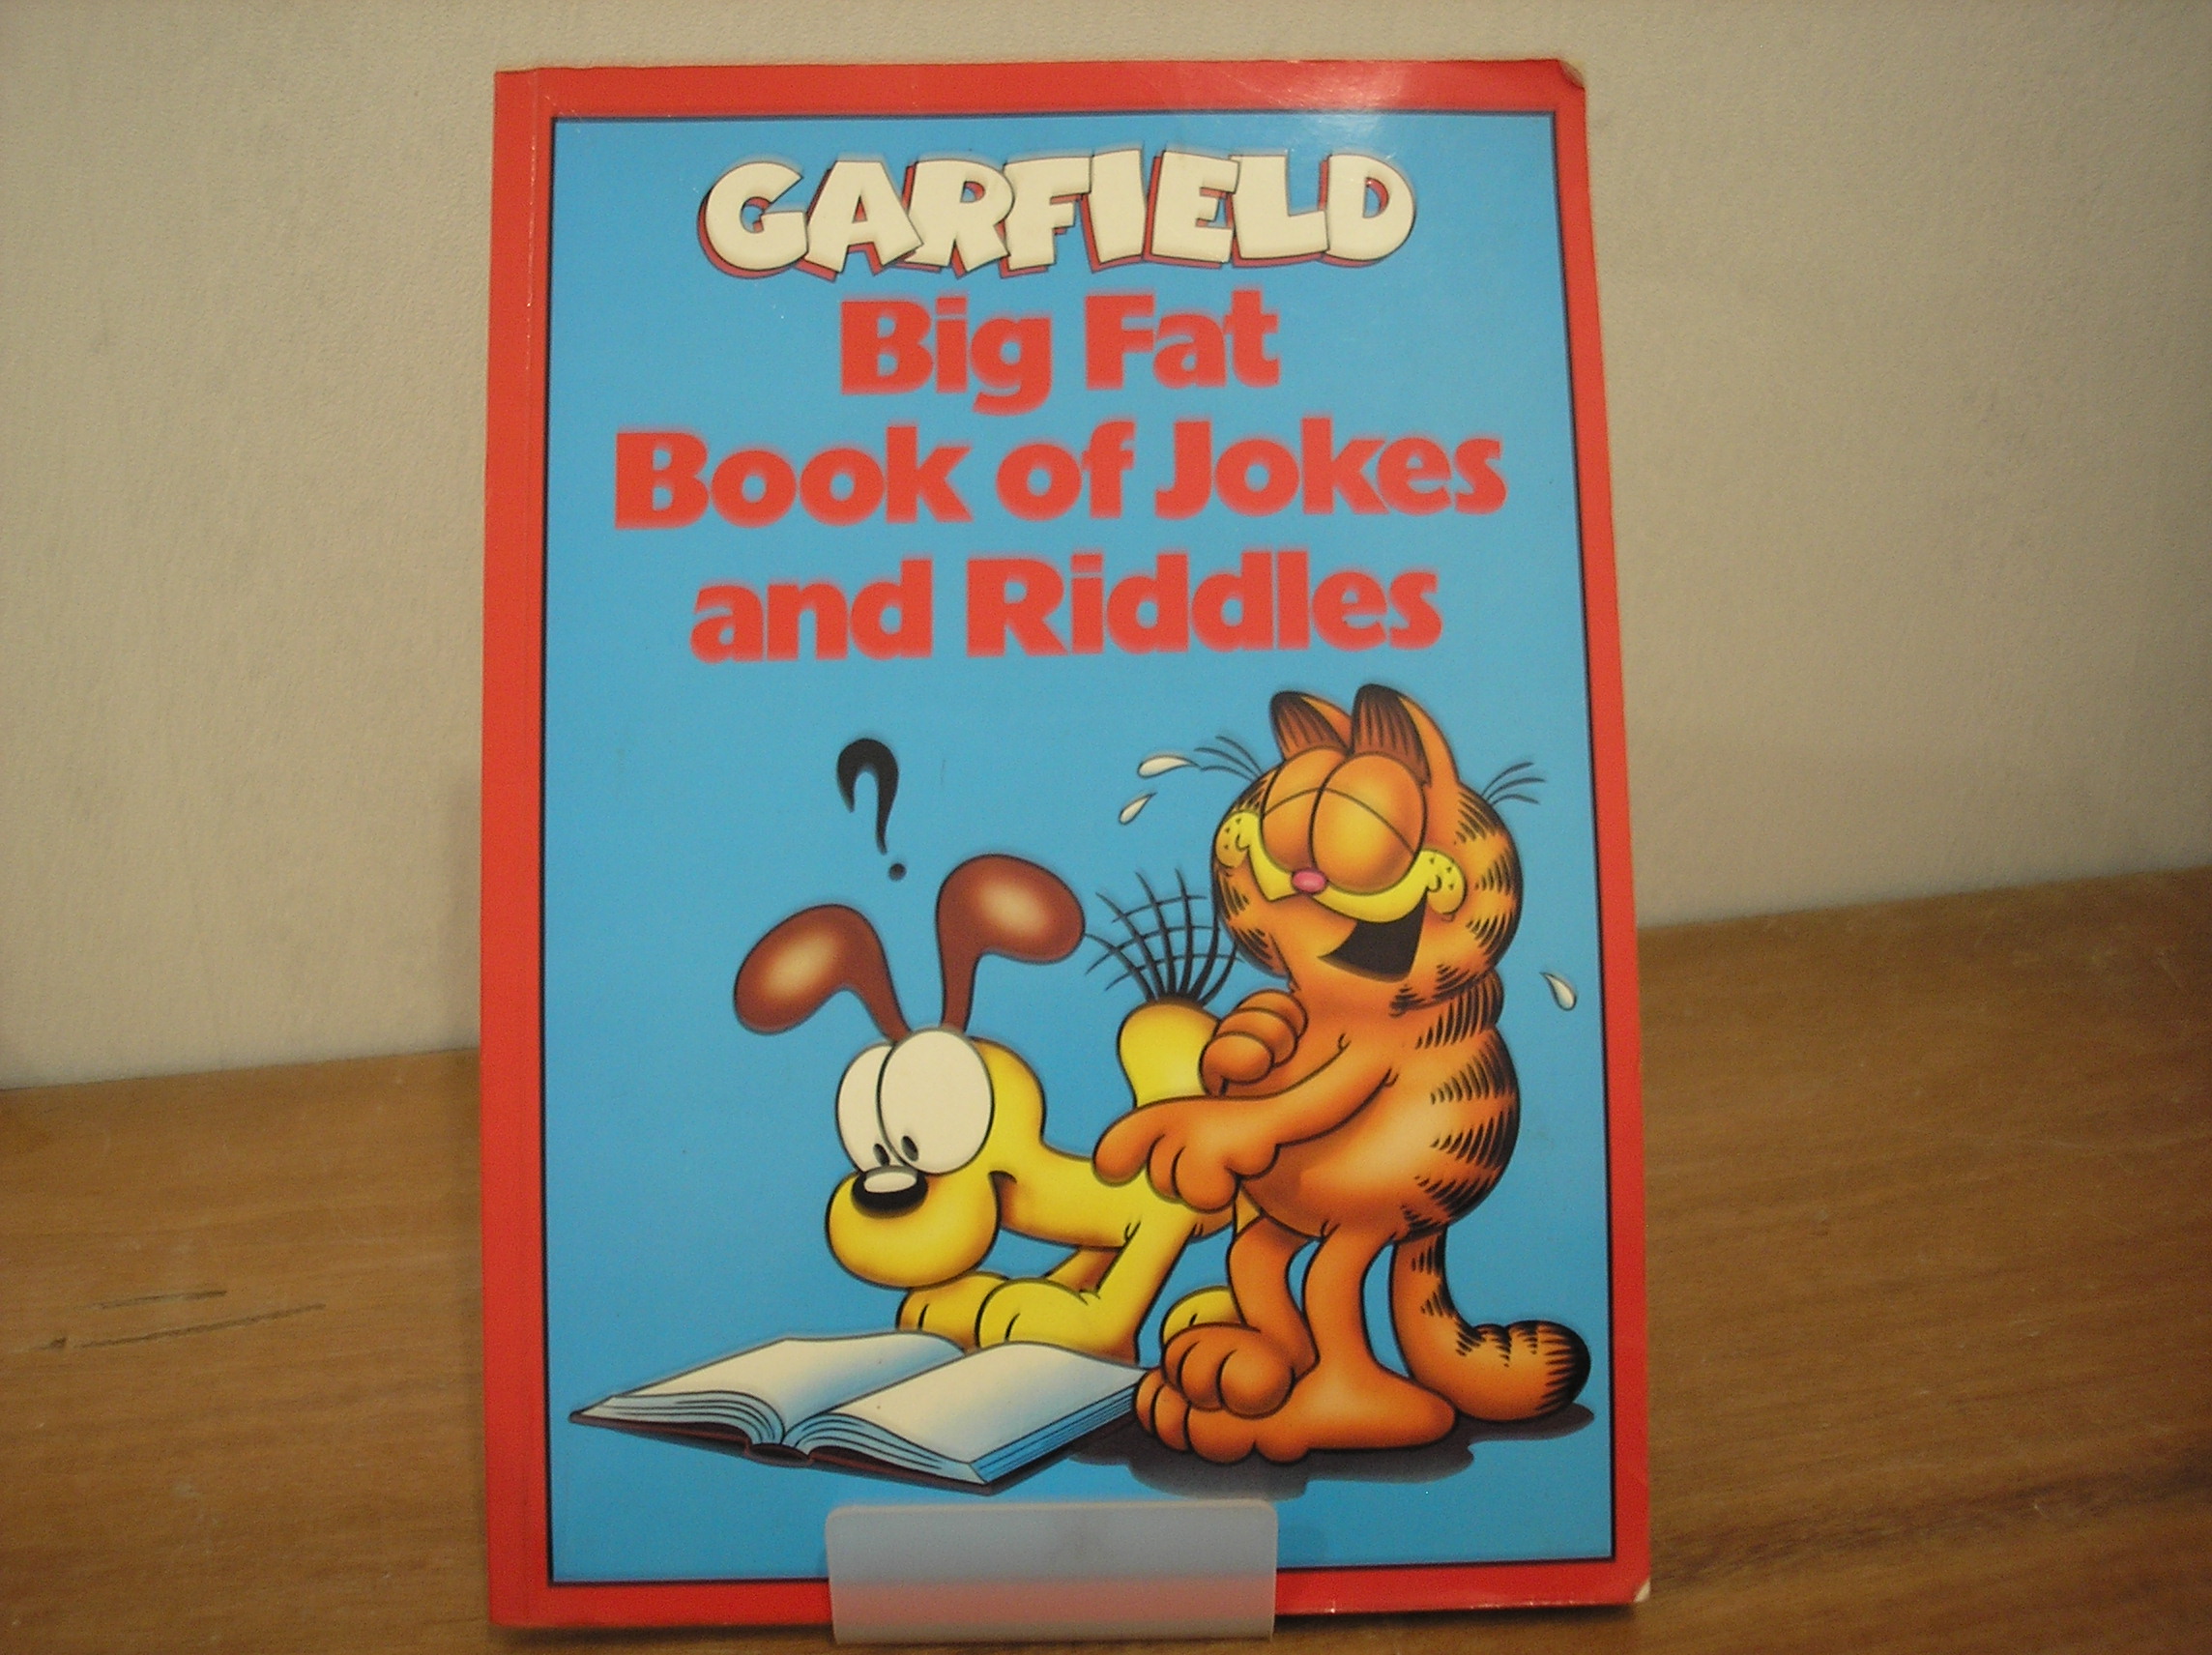 GARFIELD
Big Fat
Book of Jokes
and Riddles
?